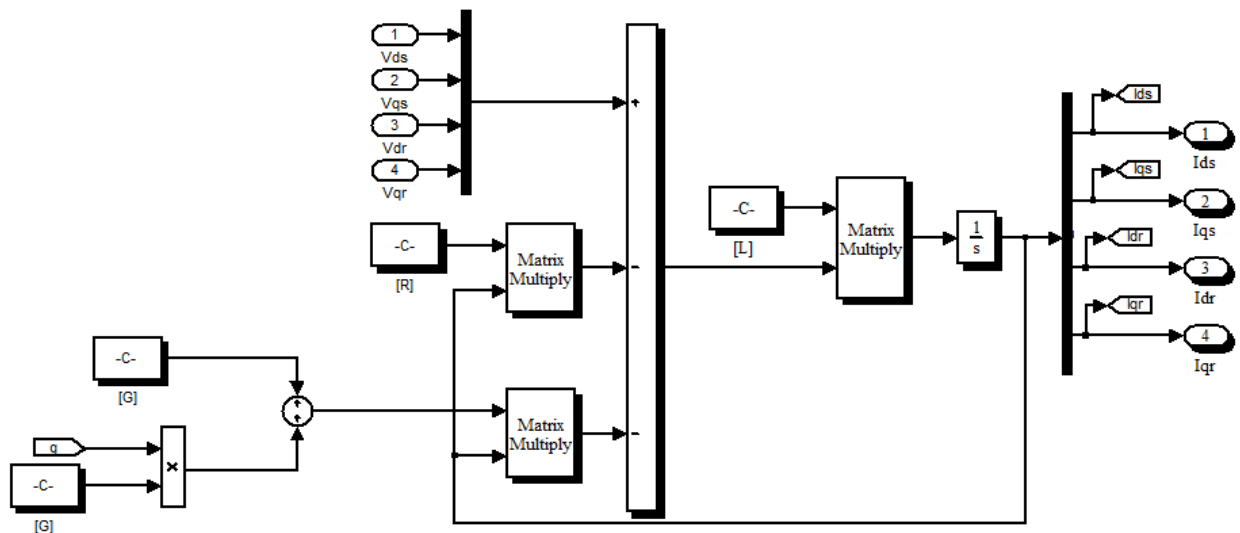 1
Vds
2
Vqs
3
Vdr
4
Vqr
-C-
[R]
Matrix
Multiply
-C-
[G]
q
-C-
[G]
×
+
+
Matrix
Multiply
+
-
-
-C-
[L]
Matrix
Multiply
1
s
Ids
1
Ids
Iqs
2
Iqs
Idr
3
Idr
Iqr
4
Iqr